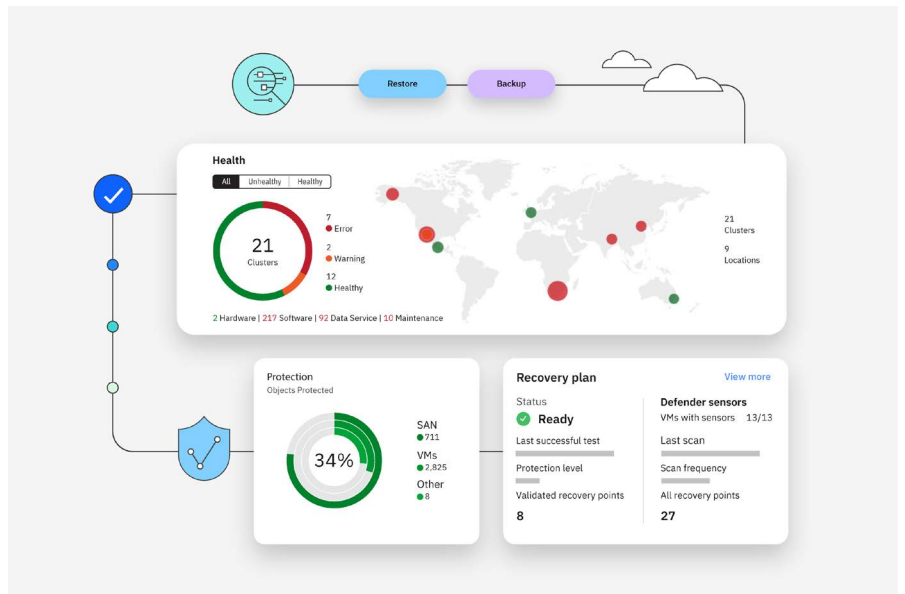 Restore
Backup
Health
All Unhealthy Healthy
21
Clusters
7
Error
2
Warning
12
Healthy
21
Clusters
9
Locations
2 Hardware | 217 Software | 92 Data Service | 10 Maintenance
Protection
Objects Protected
34%
SAN
711
VMs
2,825
Other
8
Recovery plan
View more
Status
Ready
Last successful test
Protection level
Validated recovery points
8
Defender sensors
VMs with sensors 13/13
Last scan
Scan frequency
All recovery points
27